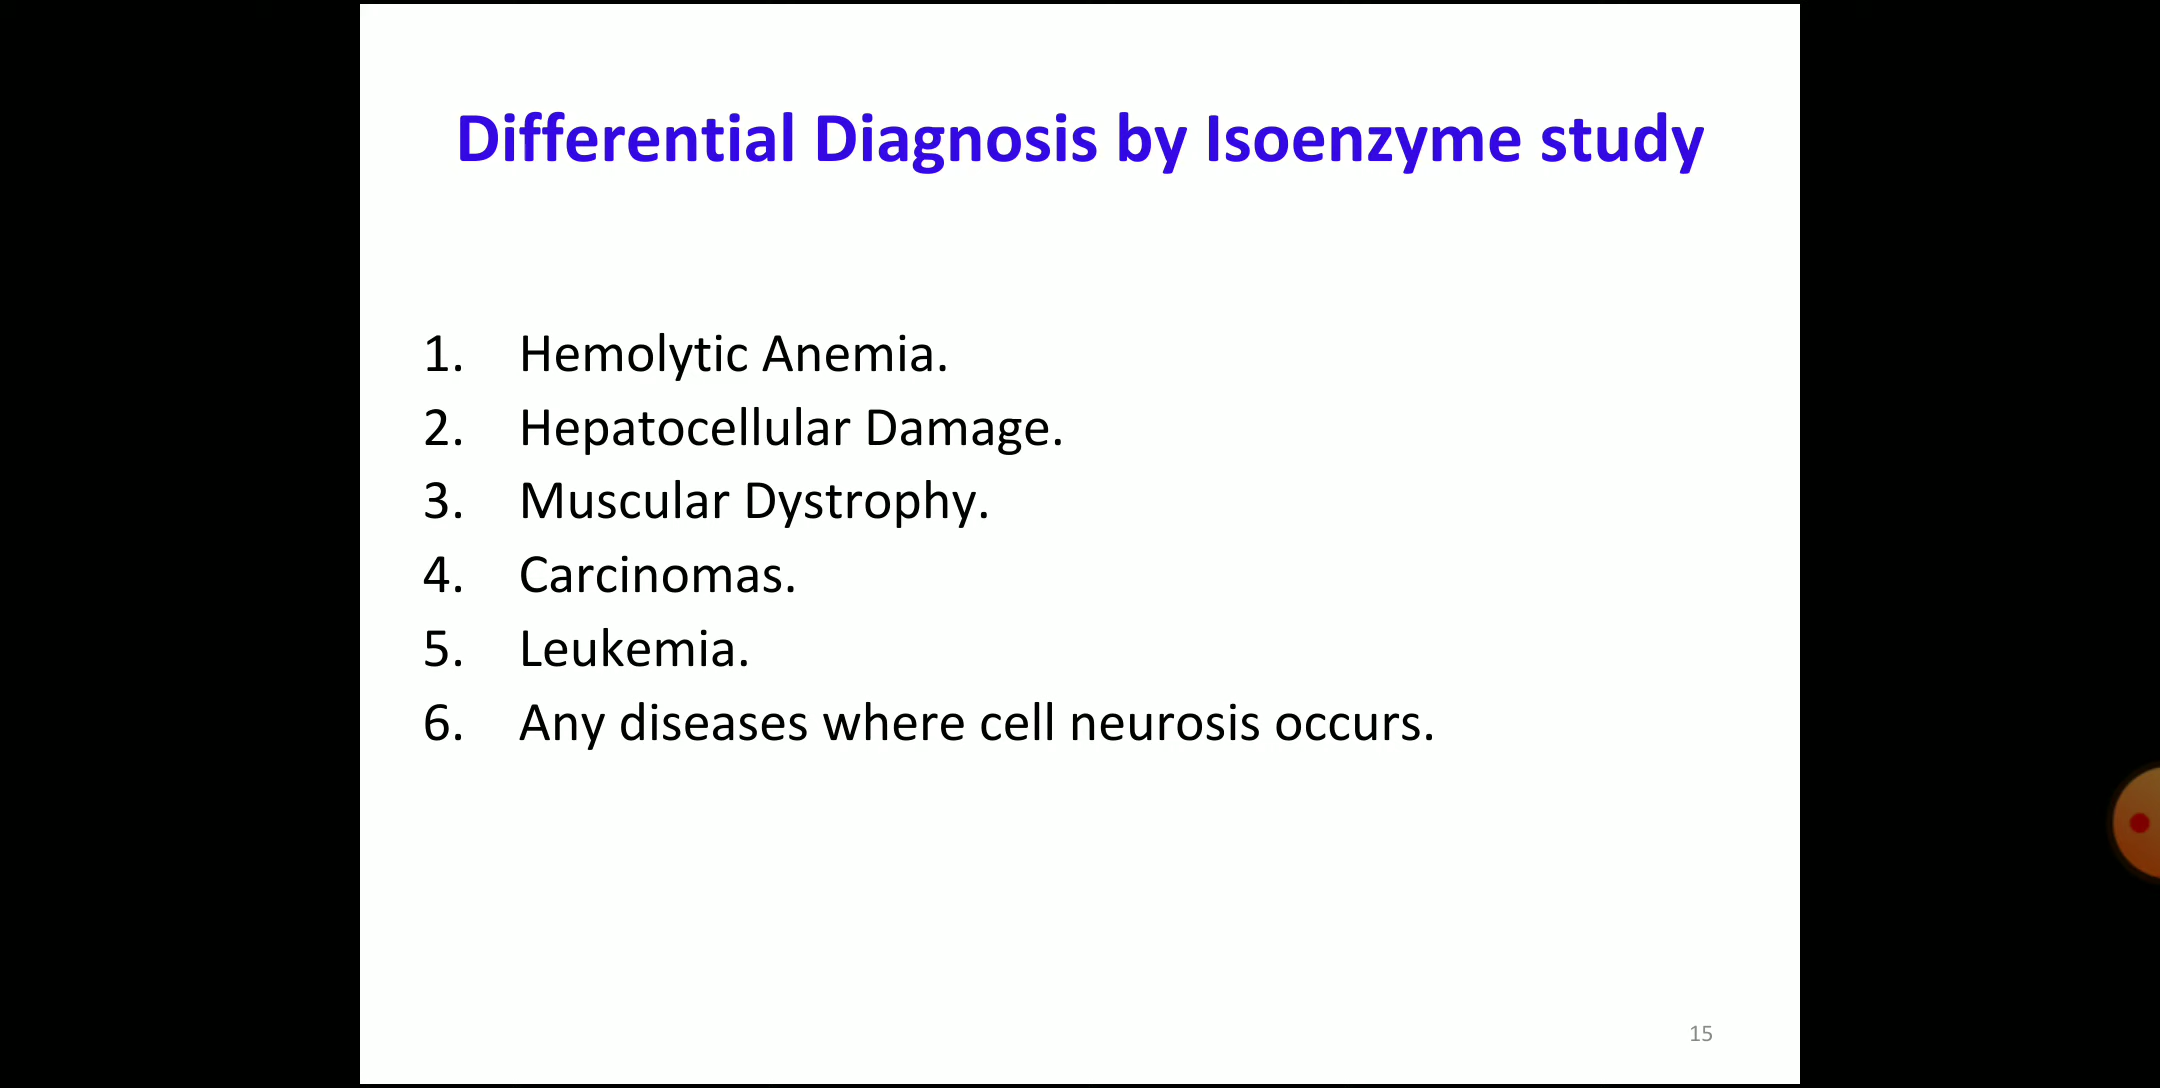 Differential Diagnosis by Isoenzyme study
1. Hemolytic Anemia.
2. Hepatocellular Damage.
3. Muscular Dystrophy.
4. Carcinomas.
5. Leukemia.
6. Any diseases where cell neurosis occurs.
15